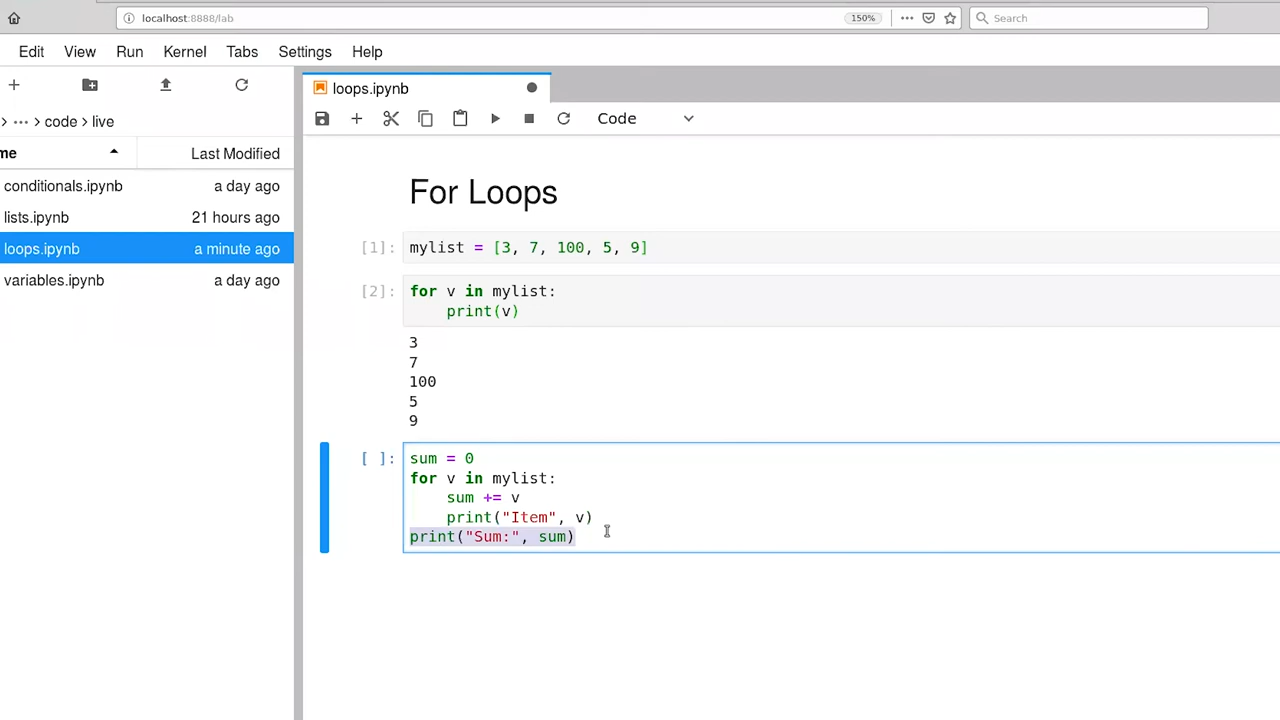 localhost:8888/lab
150%
Search
Edit View Run Kernel Tabs Settings Help
loops.ipynb
Code
··· > code > live
me Last Modified
conditionals.ipynb a day ago
lists.ipynb 21 hours ago
loops.ipynb a minute ago
variables.ipynb a day ago
For Loops
[1]: mylist = [3, 7, 100, 5, 9]
[2]: for v in mylist:
    print(v)
3
7
100
5
9
[ ]: sum = 0
for v in mylist:
    sum += v
    print("Item", v)
print("Sum:", sum)